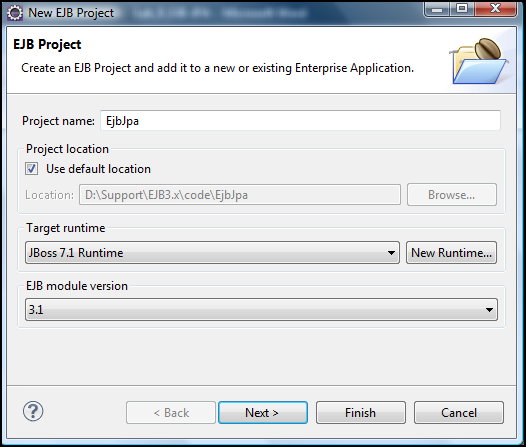 New EJB Project
EJB Project
Create an EJB Project and add it to a new or existing Enterprise Application.
Project name: EjbJpa
Project location
Use default location
Location: D:\Support\EJB3.x\code\EjbJpa Browse...
Target runtime
JBoss 7.1 Runtime New Runtime...
EJB module version
3.1
? < Back Next > Finish Cancel